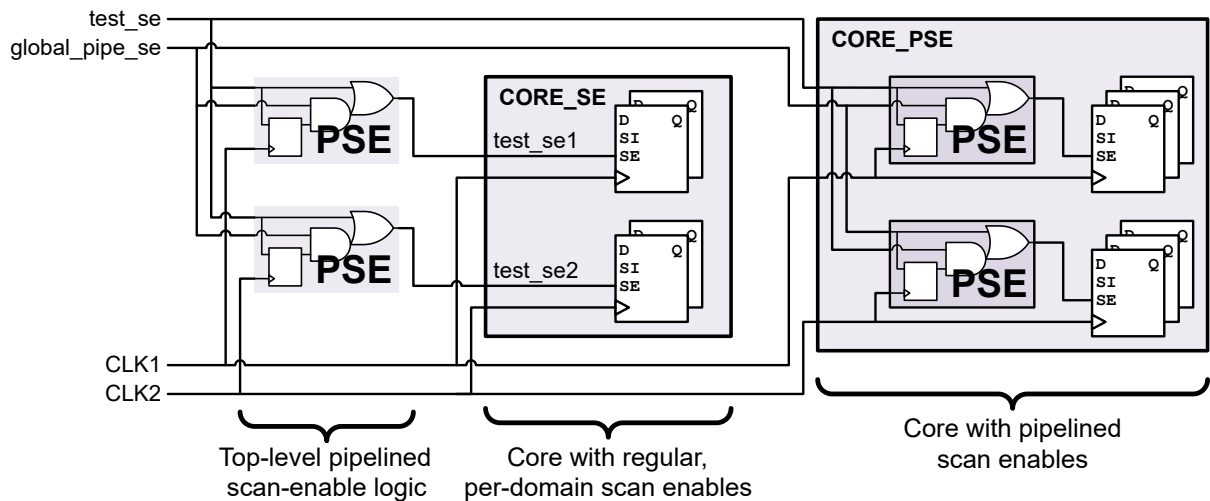 test_se
global_pipe_se
CORE_PSE
CORE_SE
PSE
D Q
SI
SE
Q
test_se1
PSE
D Q
SI
SE
Q
test_se2
PSE
D Q
SI
SE
PSE
D Q
SI
SE
CLK1
CLK2
Top-level pipelined
scan-enable logic
Core with regular,
per-domain scan enables
Core with pipelined
scan enables